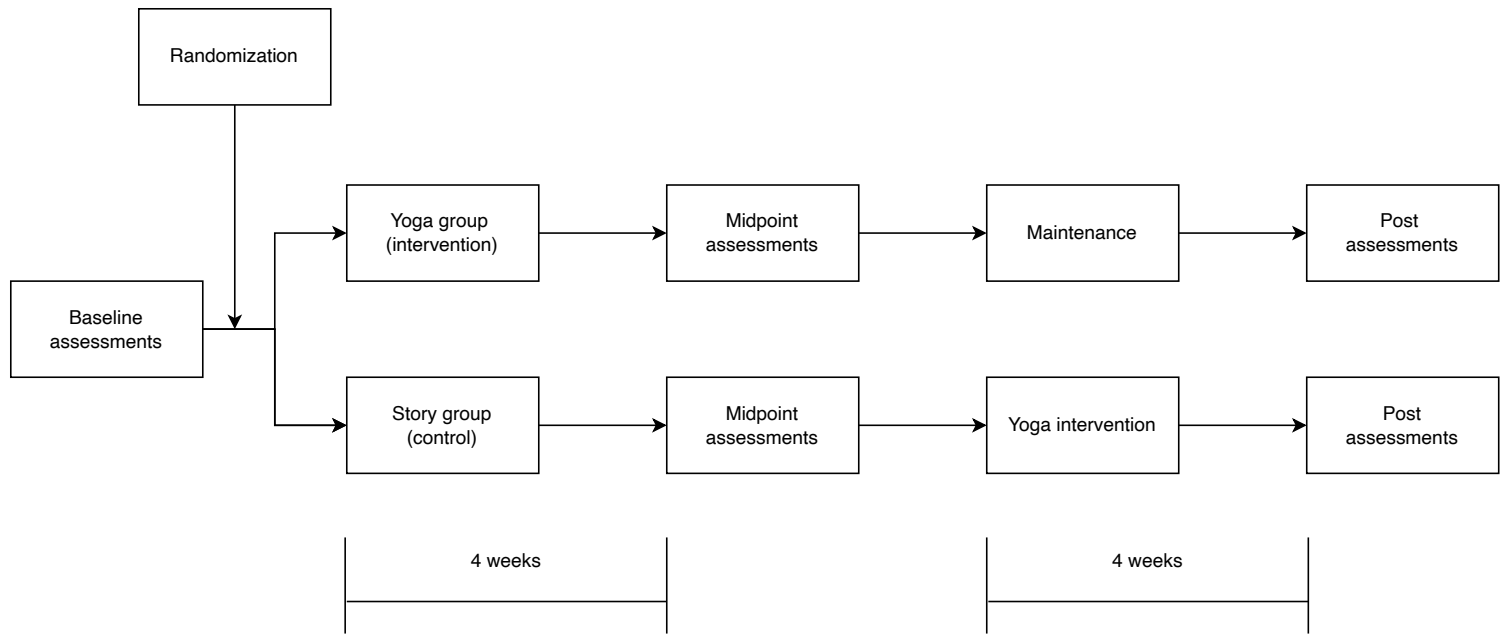 Randomization
Yoga group
(intervention)
Midpoint
assessments
Maintenance
Post
assessments
Baseline
assessments
Story group
(control)
Midpoint
assessments
Yoga intervention
Post
assessments
4 weeks
4 weeks